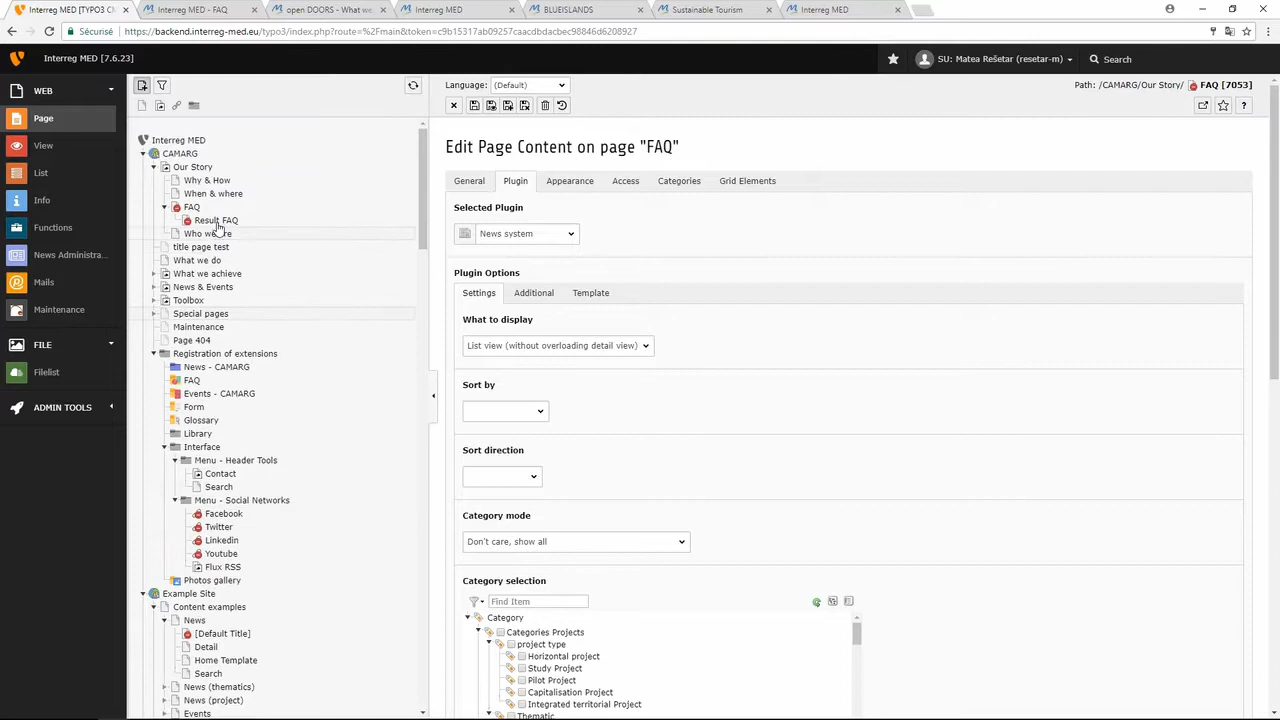 Interreg MED [TYPO3 C
Interreg MED - FAQ
open DOORS - What we
Interreg MED
BLUEISLANDS
Sustainable Tourism
Interreg MED
Sécurisé
https://backend.interreg-med.eu/typo3/index.php?route=%2Fmain&token=c9b15317ab09257caacdbdacbec98846d6208927
Interreg MED [7.6.23]
SU: Matea Rešetar (resetar-m)
Search
WEB
Page
View
List
Info
Functions
News Administra...
Mails
Maintenance
FILE
Filelist
ADMIN TOOLS
Interreg MED
CAMARG
Our Story
Why & How
When & where
FAQ
Result FAQ
Who we are
title page test
What we do
What we achieve
News & Events
Toolbox
Special pages
Maintenance
Page 404
Registration of extensions
News - CAMARG
FAQ
Events - CAMARG
Form
Glossary
Library
Interface
Menu - Header Tools
Contact
Search
Menu - Social Networks
Facebook
Twitter
Linkedin
Youtube
Flux RSS
Photos gallery
Example Site
Content examples
News
[Default Title]
Detail
Home Template
Search
News (thematics)
News (project)
Events
Language: (Default)
Path: /CAMARG/Our Story/ FAQ [7053]
Edit Page Content on page "FAQ"
General Plugin Appearance Access Categories Grid Elements
Selected Plugin
News system
Plugin Options
Settings Additional Template
What to display
List view (without overloading detail view)
Sort by
Sort direction
Category mode
Don't care, show all
Category selection
Find Item
Category
Categories Projects
project type
Horizontal project
Study Project
Pilot Project
Capitalisation Project
Integrated territorial Project
Thematic